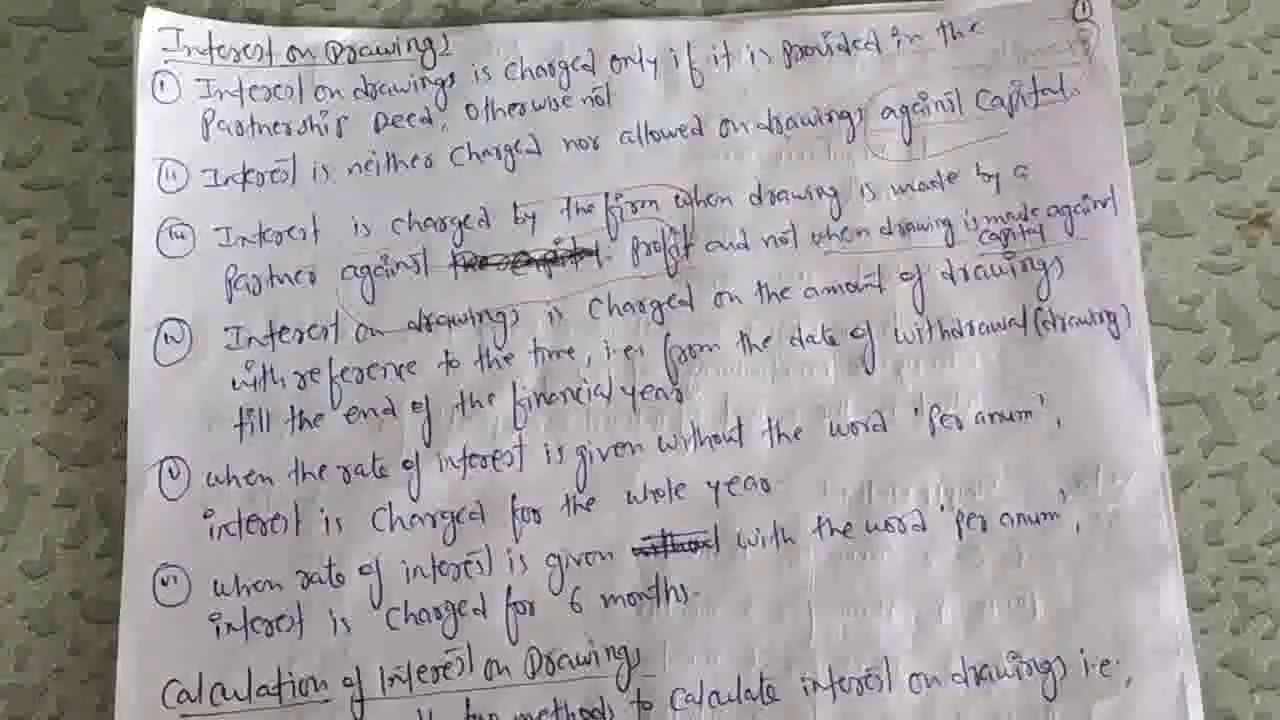 ①
Interest on Drawings
① Interest on drawings is charged only if it is provided in the
Partnership Deed, otherwise not
② Interest is neither charged nor allowed on drawings against capital.
(iii) Interest is charged by the firm when drawing is made by a
partner against profit and not when drawing is made against
capital
(iv) Interest on drawings is charged on the amount of drawings
with reference to the time, i.e. from the date of withdrawal (drawing)
till the end of the financial year
(v) when the rate of interest is given without the word "per anum",
interest is charged for the whole year
(vi) when rate of interest is given with the word "per anum",
interest is charged for 6 months.
Calculation of Interest on Drawings
two methods to calculate interest on drawings i.e,